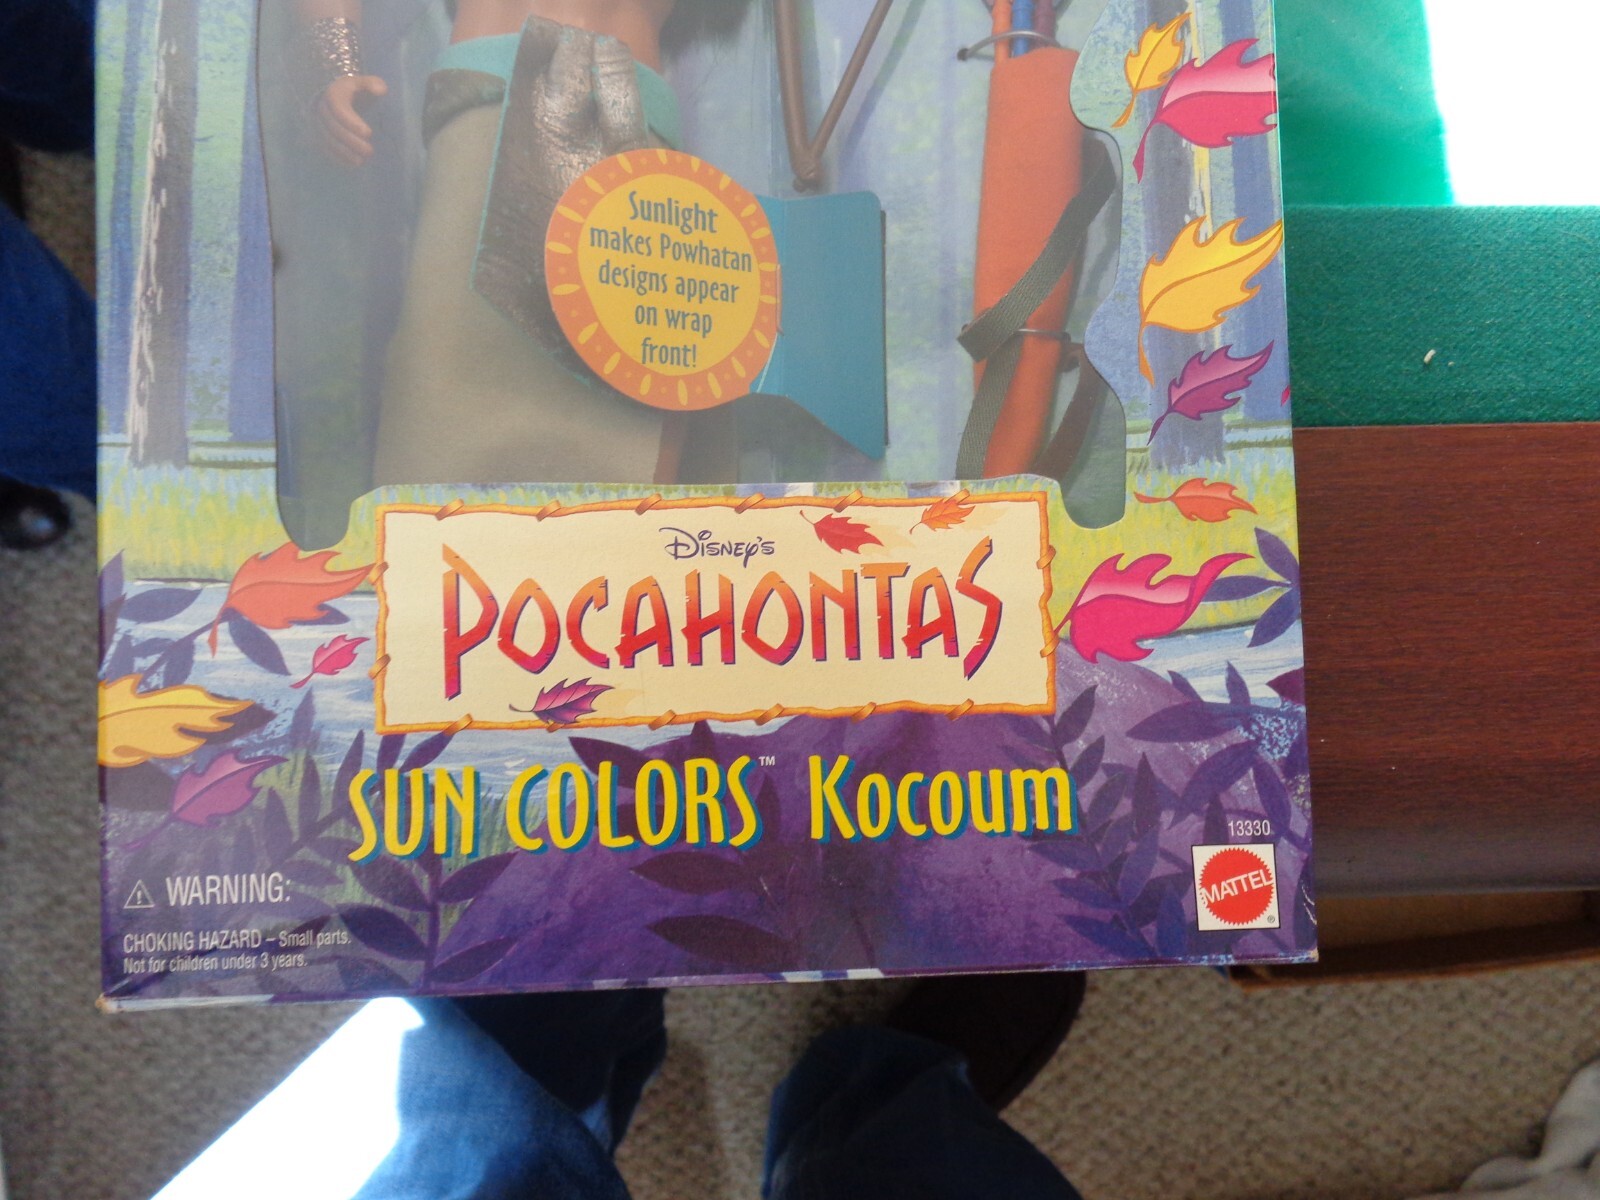 Sunlight
makes Powhatan
designs appear
on wrap
front!
Disney's
POCAHONTAS
SUN COLORS™ Kocoum
13330
MATTEL
®
⚠ WARNING:
CHOKING HAZARD – Small parts.
Not for children under 3 years.